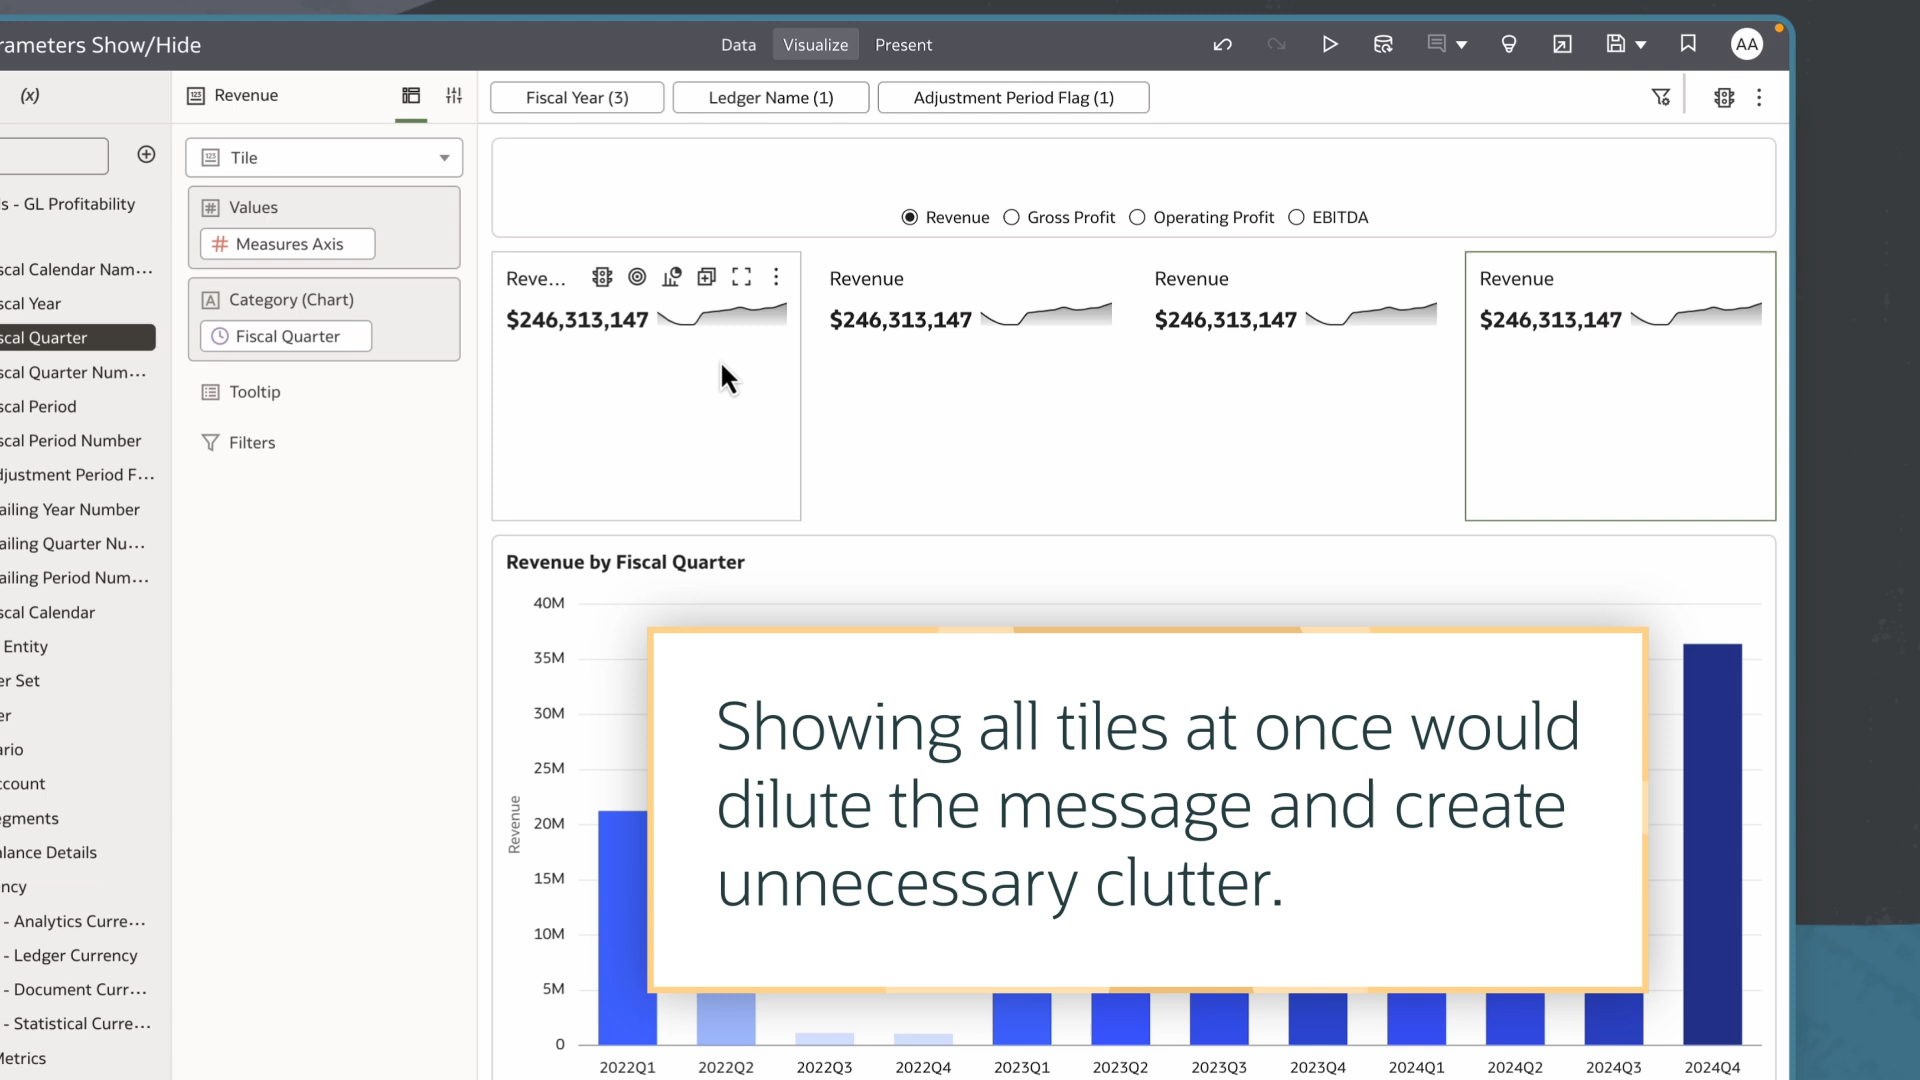 rameters Show/Hide
Data
Visualize
Present
AA
(x)
Revenue
Fiscal Year (3)
Ledger Name (1)
Adjustment Period Flag (1)
Tile
Values
# Measures Axis
Category (Chart)
Fiscal Quarter
Tooltip
Filters
s - GL Profitability
scal Calendar Nam...
scal Year
scal Quarter
scal Quarter Num...
scal Period
scal Period Number
djustment Period F...
ailing Year Number
ailing Quarter Nu...
ailing Period Num...
scal Calendar
Entity
er Set
er
ario
ccount
egments
alance Details
ncy
- Analytics Curre...
- Ledger Currency
- Document Curr...
- Statistical Curre...
Metrics
Revenue
Gross Profit
Operating Profit
EBITDA
Reve...
$246,313,147
Revenue
$246,313,147
Revenue
$246,313,147
Revenue
$246,313,147
Revenue by Fiscal Quarter
40M
35M
30M
25M
20M
15M
10M
5M
0
Revenue
Showing all tiles at once would
dilute the message and create
unnecessary clutter.
2022Q1
2022Q2
2022Q3
2022Q4
2023Q1
2023Q2
2023Q3
2023Q4
2024Q1
2024Q2
2024Q3
2024Q4